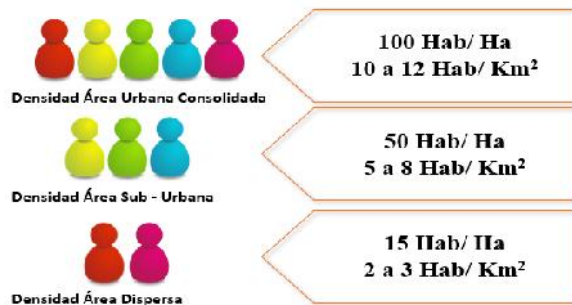 100 Hab/ Ha
10 a 12 Hab/ Km²
Densidad Área Urbana Consolidada
50 Hab/ Ha
5 a 8 Hab/ Km²
Densidad Área Sub - Urbana
15 Hab/ Ha
2 a 3 Hab/ Km²
Densidad Área Dispersa